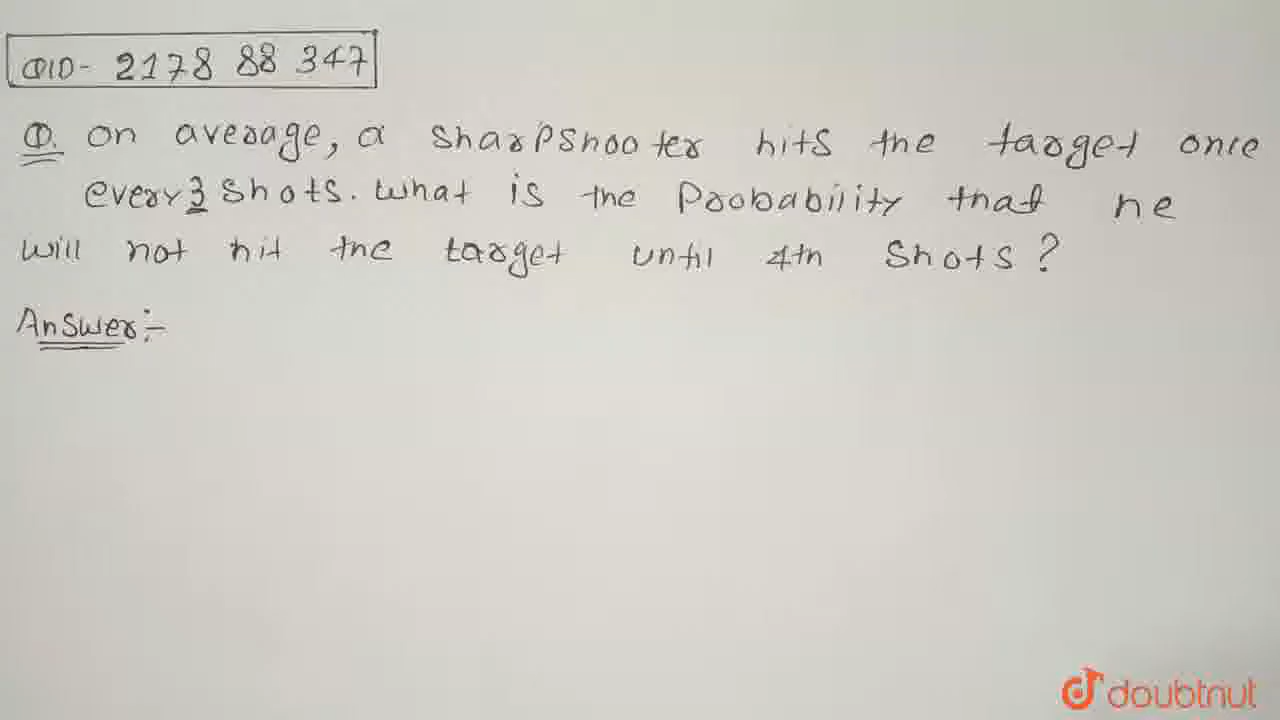 QID- 2178 88 347
Q. On average, a sharpshooter hits the target once
every 3 shots. What is the Probability that he
will not hit the target until 4th shots?
Answer:-
doubtnut